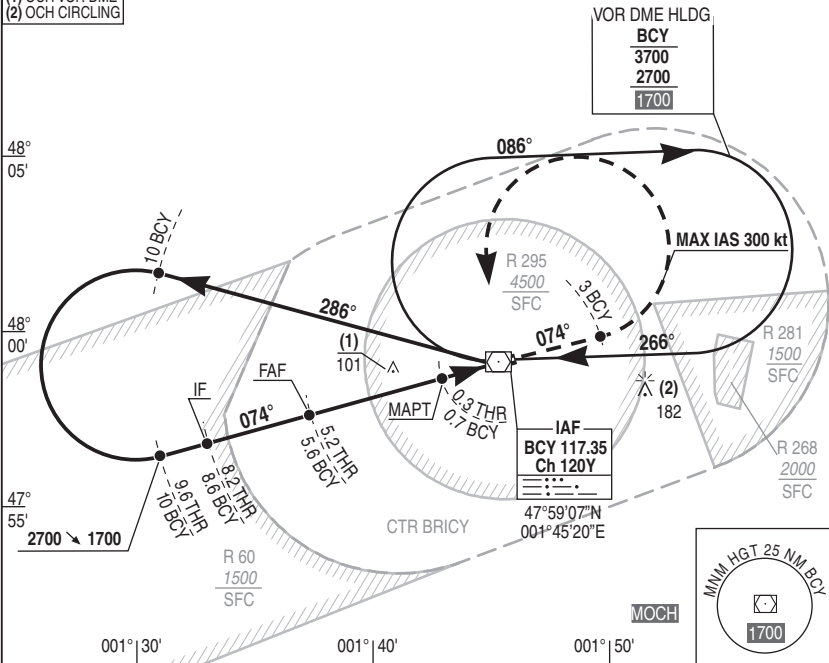 (2) OCH CIRCLING
VOR DME HLDG
BCY
3700
2700
1700
48°
05'
086°
10 BCY
MAX IAS 300 kt
R 295
4500
SFC
3 BCY
286°
074°
266°
48°
00'
(1)
101
R 281
1500
SFC
FAF
IF
(2)
182
074°
MAPT
0.3 THR
0.7 BCY
IAF
BCY 117.35
Ch 120Y
5.2 THR
5.6 BCY
R 268
2000
SFC
8.2 THR
8.6 BCY
9.6 THR
10 BCY
47°
55'
47°59'07"N
001°45'20"E
CTR BRICY
2700 ↘ 1700
R 60
1500
SFC
MNM HGT 25 NM BCY
1700
MOCH
001°30'
001°40'
001°50'